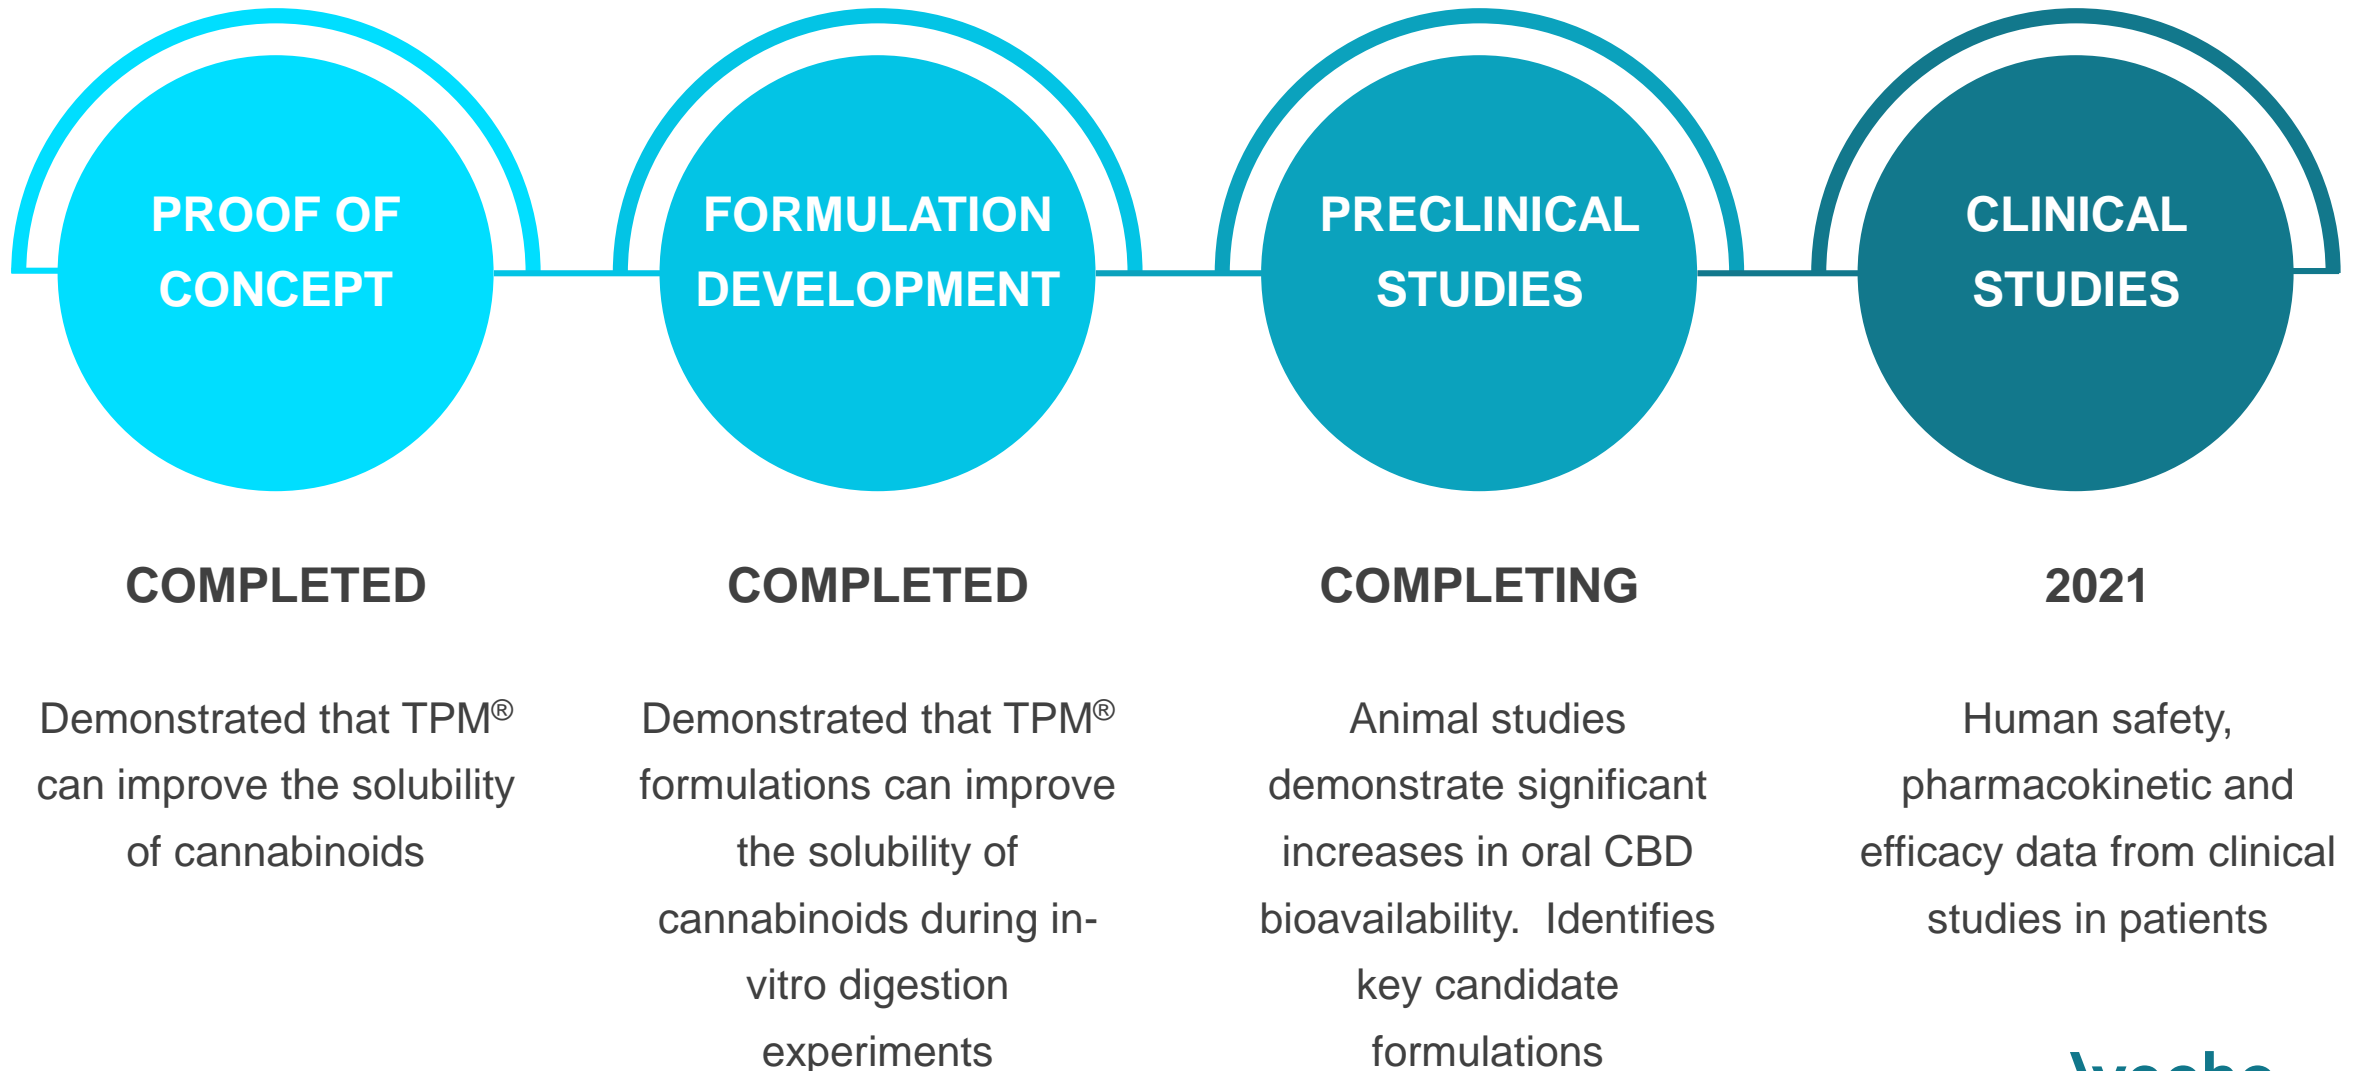 PROOF OF
CONCEPT
COMPLETED
Demonstrated that TPM®
can improve the solubility
of cannabinoids
FORMULATION
DEVELOPMENT
COMPLETED
Demonstrated that TPM®
formulations can improve
the solubility of
cannabinoids during in-
vitro digestion
experiments
PRECLINICAL
STUDIES
COMPLETING
Animal studies
demonstrate significant
increases in oral CBD
bioavailability.  Identifies
key candidate
formulations
CLINICAL
STUDIES
2021
Human safety,
pharmacokinetic and
efficacy data from clinical
studies in patients